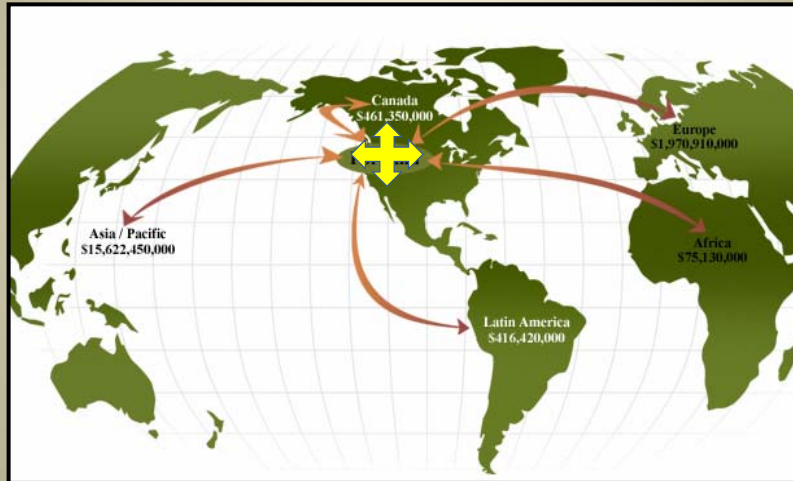 Canada
$461,350,000
Europe
$1,970,910,000
Asia / Pacific
$15,622,450,000
Africa
$75,130,000
Latin America
$416,420,000